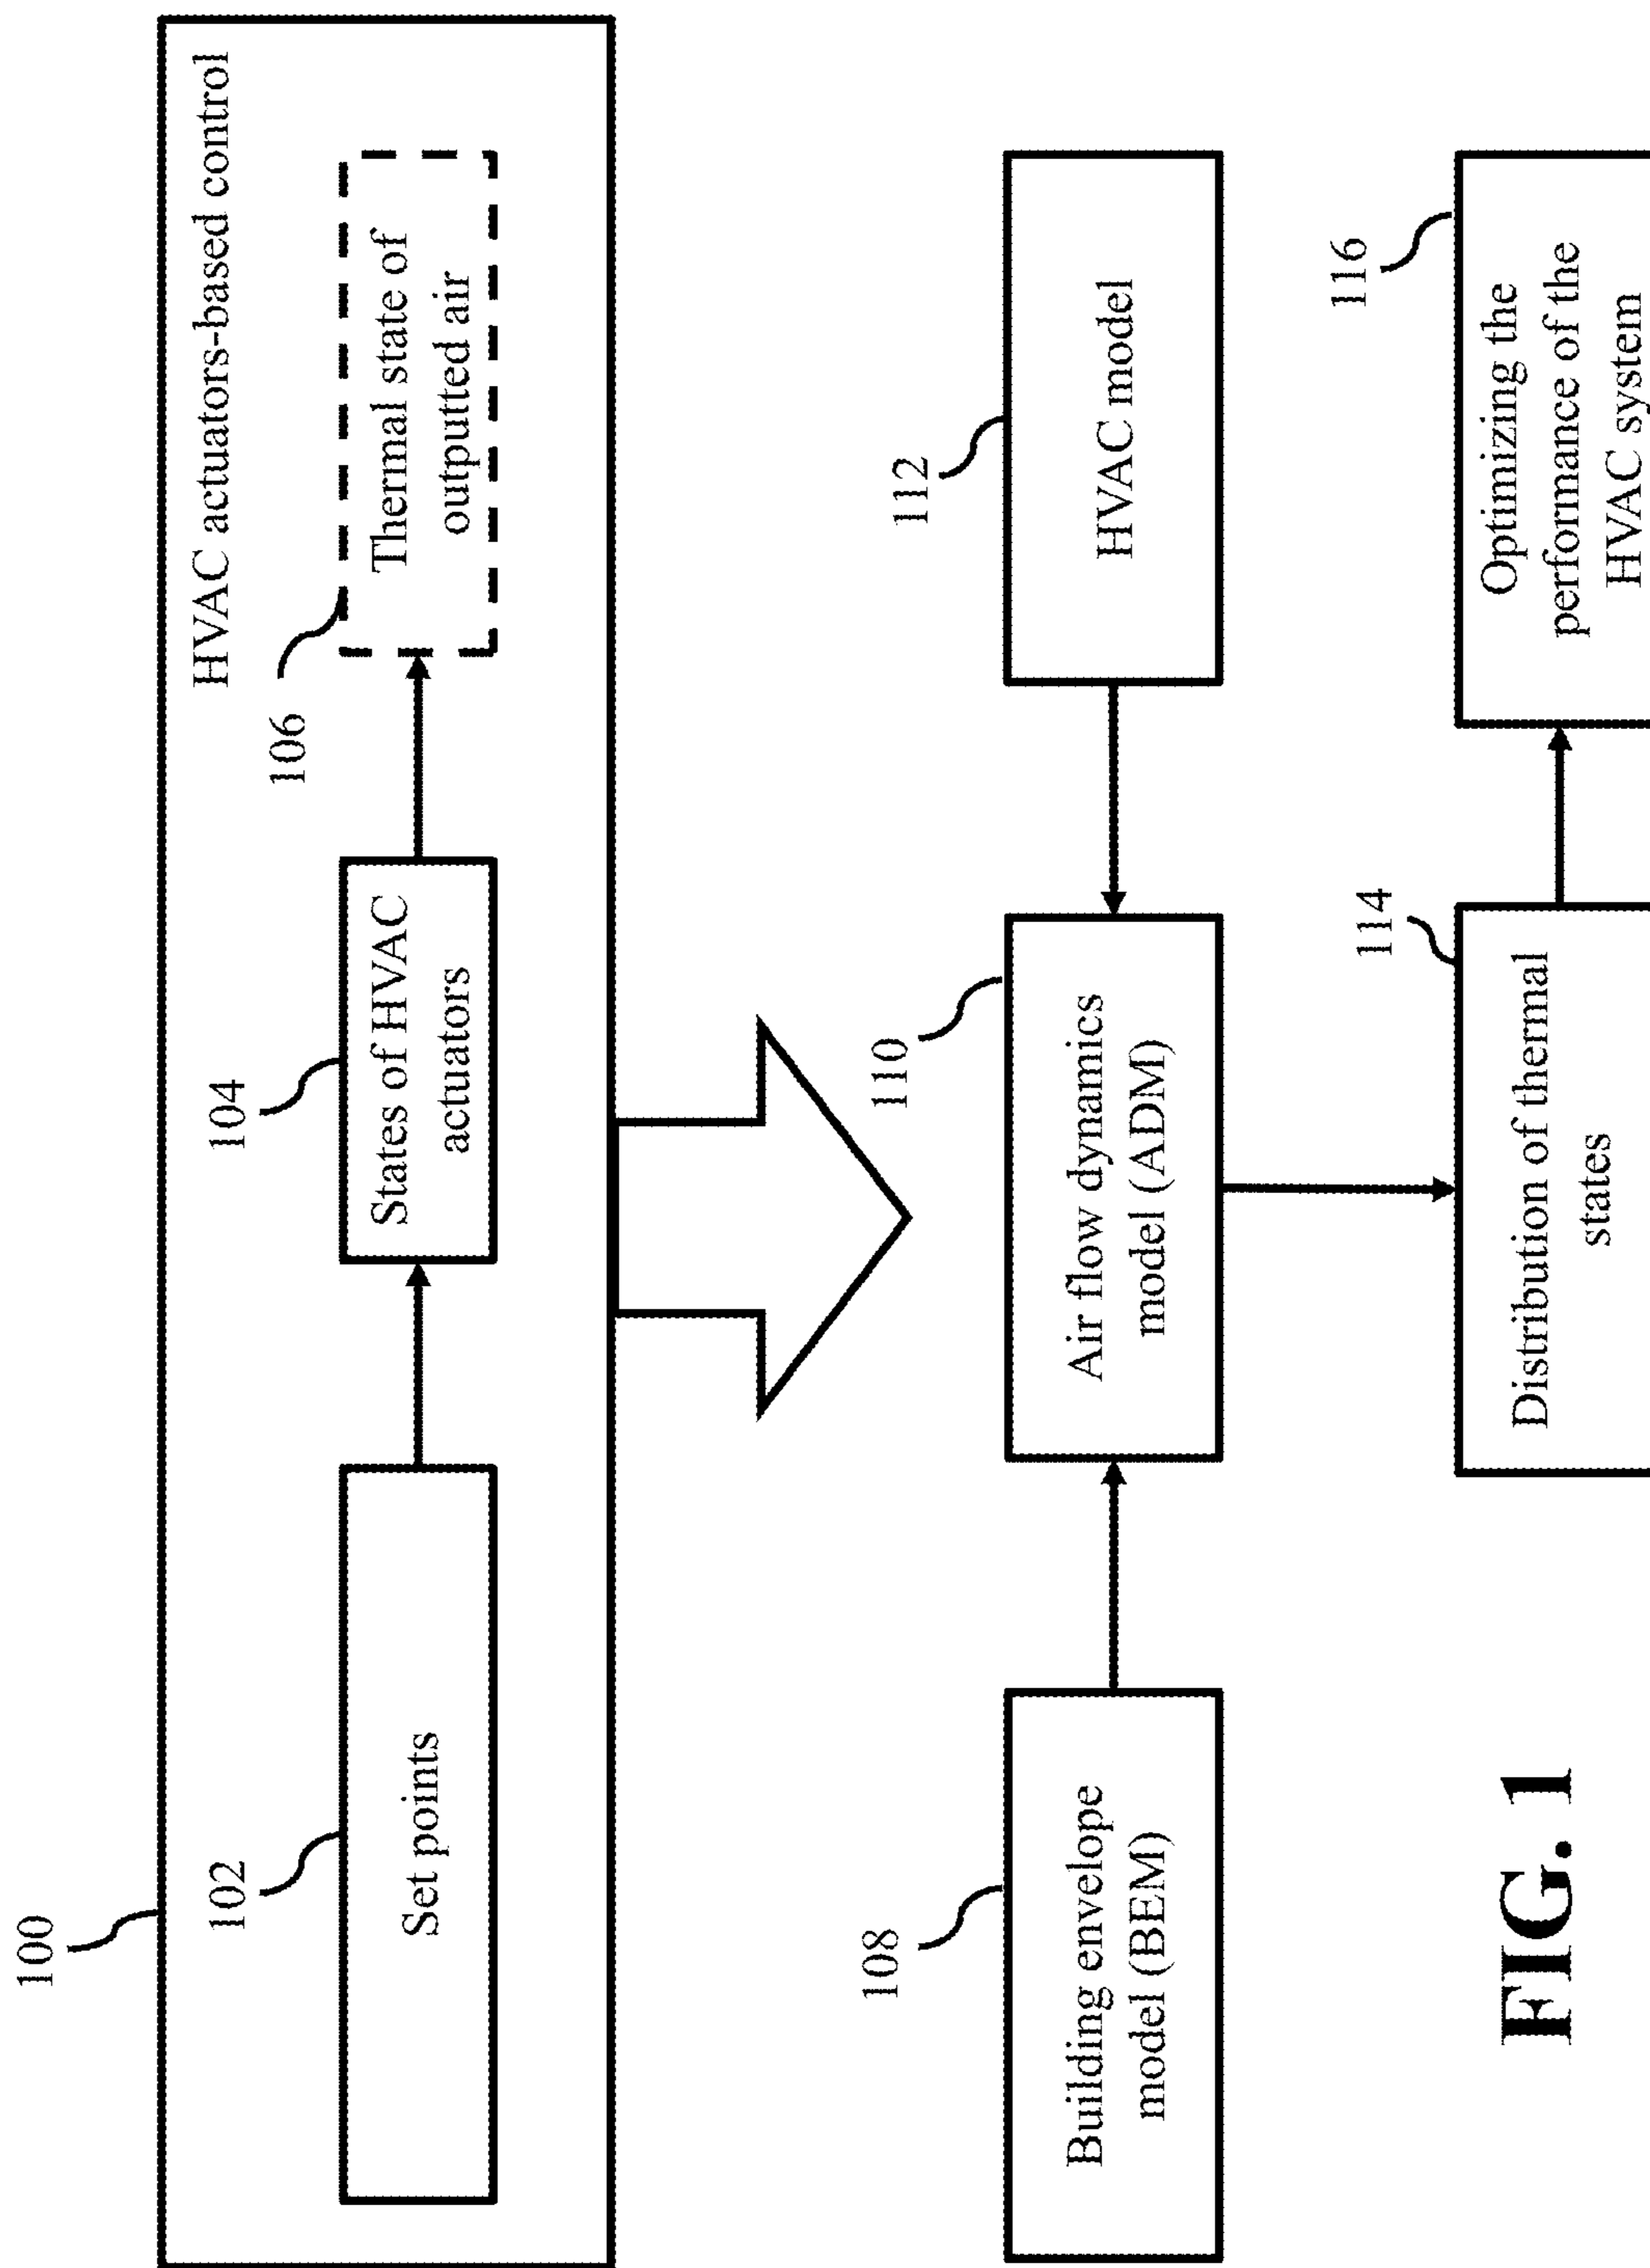 100
HVAC actuators-based control
102
Set points
104
States of HVAC
actuators
106
Thermal state of
outputted air
108
Building envelope
model (BEM)
110
Air flow dynamics
model (ADM)
112
HVAC model
114
Distribution of thermal
states
116
Optimizing the
performance of the
HVAC system
FIG. 1